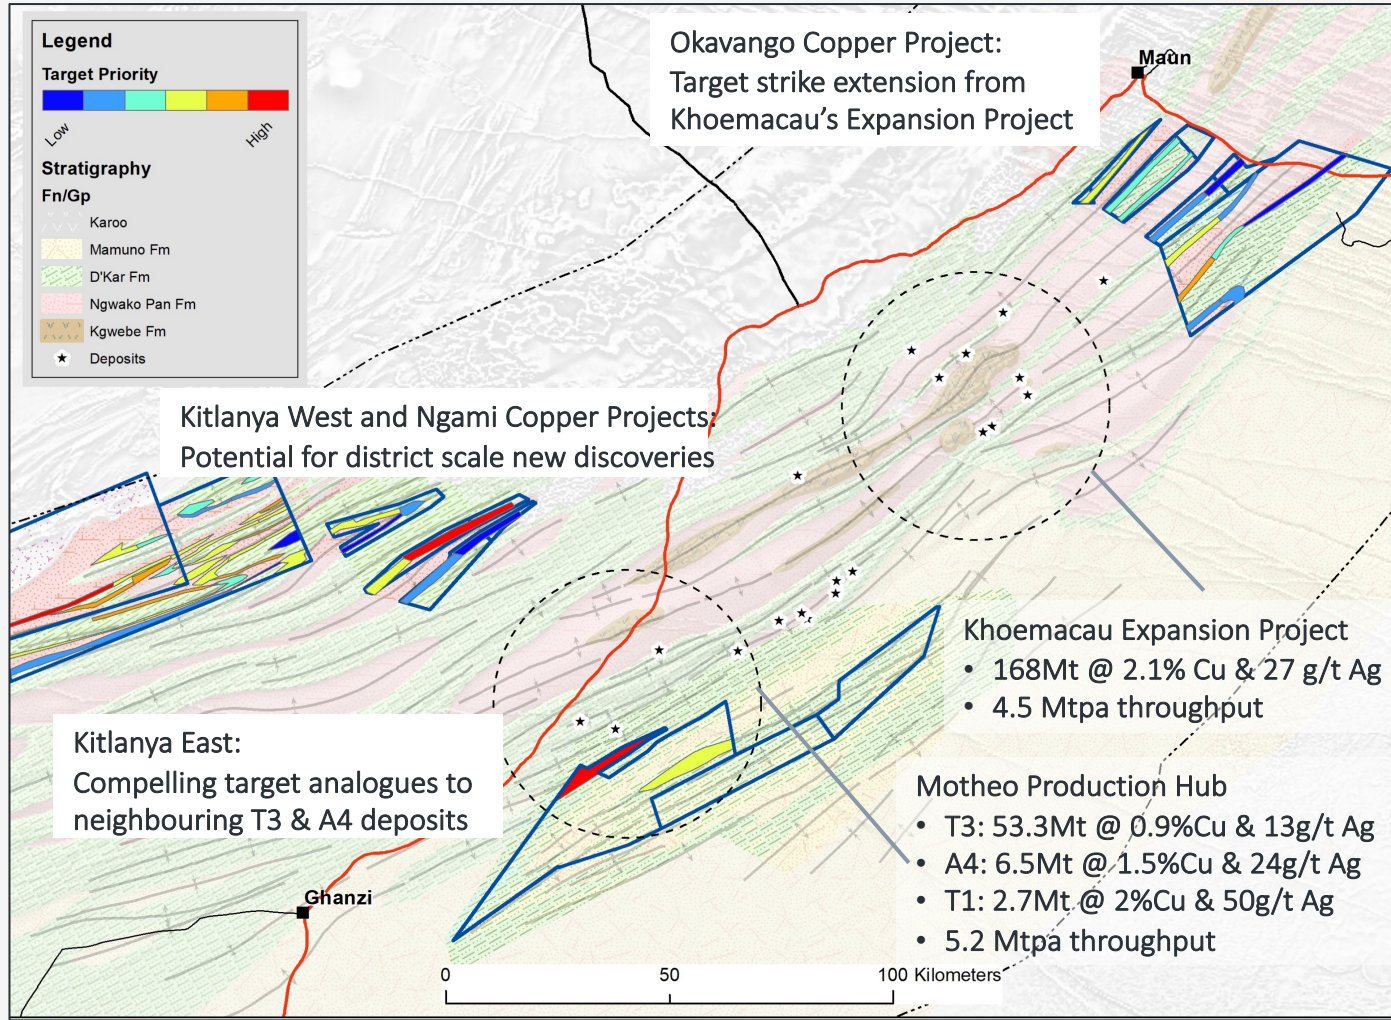 Legend
Target Priority
Low
High
Stratigraphy
Fn/Gp
Karoo
Mamuno Fm
D'Kar Fm
Ngwako Pan Fm
Kgwebe Fm
Deposits
Okavango Copper Project:
Target strike extension from
Khoemacau's Expansion Project
Maun
Kitlanya West and Ngami Copper Projects:
Potential for district scale new discoveries
Khoemacau Expansion Project
• 168Mt @ 2.1% Cu & 27 g/t Ag
• 4.5 Mtpa throughput
Kitlanya East:
Compelling target analogues to
neighbouring T3 & A4 deposits
Motheo Production Hub
• T3: 53.3Mt @ 0.9%Cu & 13g/t Ag
• A4: 6.5Mt @ 1.5%Cu & 24g/t Ag
• T1: 2.7Mt @ 2%Cu & 50g/t Ag
• 5.2 Mtpa throughput
Ghanzi
0 50 100 Kilometers